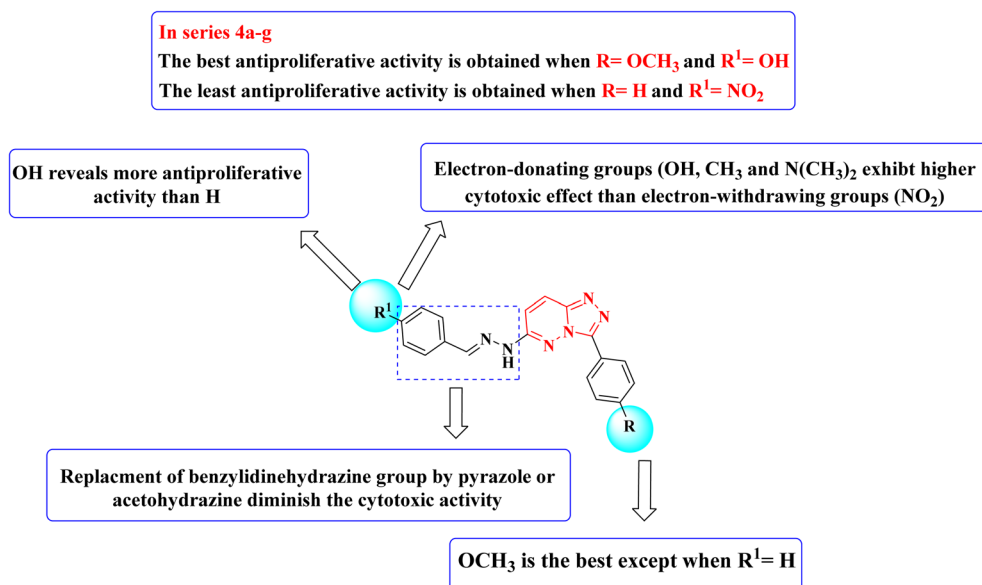 In series 4a-g
The best antiproliferative activity is obtained when R= OCH3 and R1= OH
The least antiproliferative activity is obtained when R= H and R1= NO2
OH reveals more antiproliferative
activity than H
Electron-donating groups (OH, CH3 and N(CH3)2 exhibt higher
cytotoxic effect than electron-withdrawing groups (NO2)
R1
N
N
H
N
N
N
N
R
Replacment of benzylidinehydrazine group by pyrazole or
acetohydrazine diminish the cytotoxic activity
OCH3 is the best except when R1= H